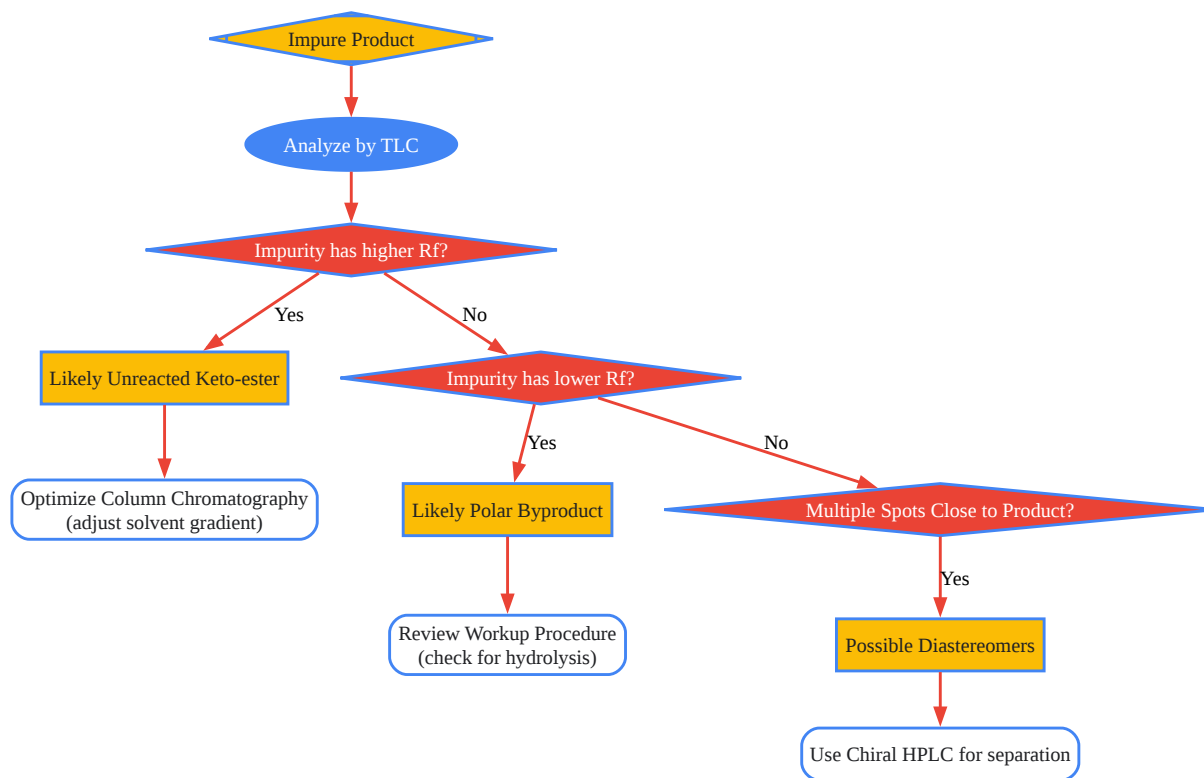 Impure Product
Analyze by TLC
Impurity has higher Rf?
Yes
No
Likely Unreacted Keto-ester
Impurity has lower Rf?
Optimize Column Chromatography
(adjust solvent gradient)
Yes
No
Likely Polar Byproduct
Multiple Spots Close to Product?
Review Workup Procedure
(check for hydrolysis)
Yes
Possible Diastereomers
Use Chiral HPLC for separation